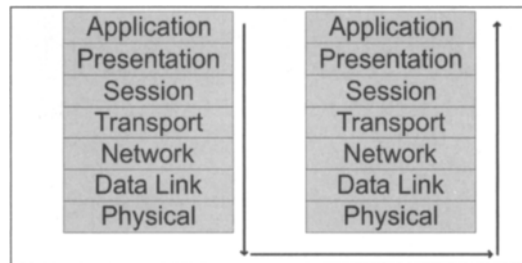 Application
Presentation
Session
Transport
Network
Data Link
Physical
Application
Presentation
Session
Transport
Network
Data Link
Physical